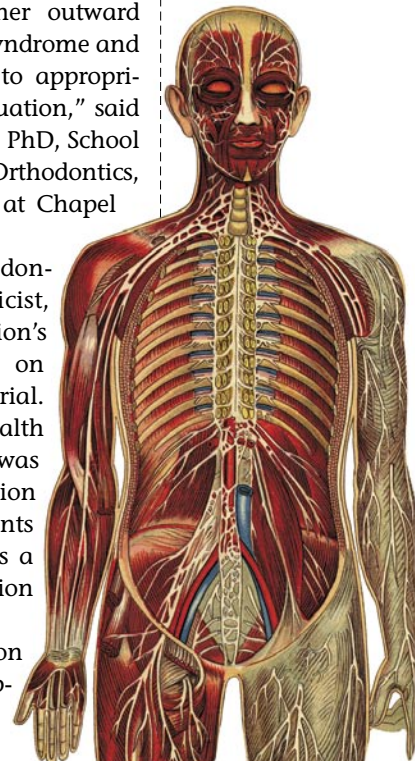 her outward
yndrome and
to appropri-
uation,” said
PhD, School
Orthodontics,
at Chapel
don-
icist,
ion’s
on
rial.
alth
was
ion
nts
s a
ion
on
p-